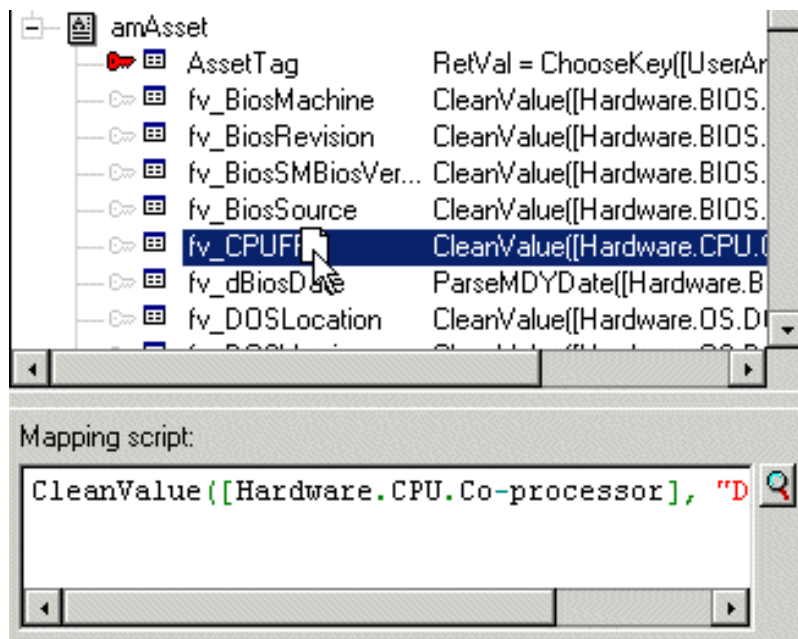 amAsset
AssetTag RetVal = ChooseKey([UserAr
fv_BiosMachine CleanValue([Hardware.BIOS.
fv_BiosRevision CleanValue([Hardware.BIOS.
fv_BiosSMBiosVer... CleanValue([Hardware.BIOS.
fv_BiosSource CleanValue([Hardware.BIOS.
fv_CPUF CleanValue([Hardware.CPU.C
fv_dBiosDate ParseMDYDate([Hardware.B
fv_DOSLocation CleanValue([Hardware.OS.D
Mapping script:
CleanValue([Hardware.CPU.Co-processor], "D